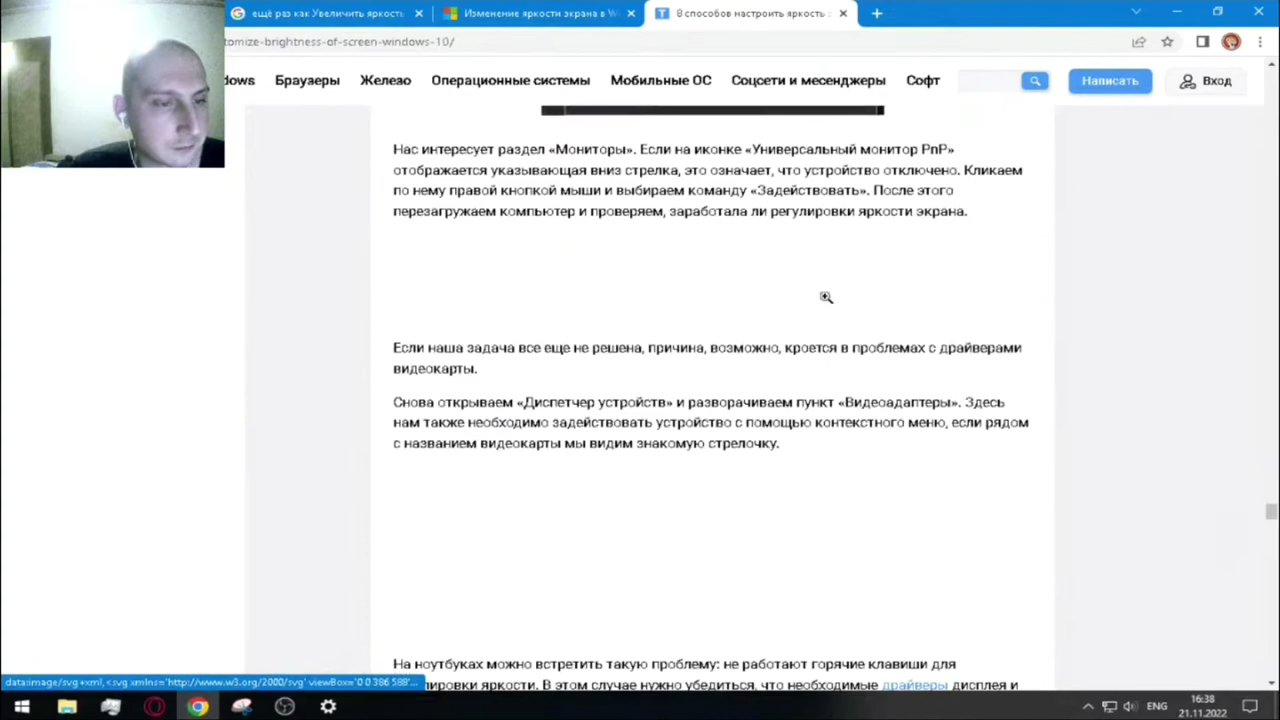 ещё раз как Увеличить яркость
Изменение яркости экрана в W
8 способов настроить яркость
tomize-brightness-of-screen-windows-10/
dows Браузеры Железо Операционные системы Мобильные ОС Соцсети и мессенджеры Софт Написать Вход
Нас интересует раздел «Мониторы». Если на иконке «Универсальный монитор PnP»
отображается указывающая вниз стрелка, это означает, что устройство отключено. Кликаем
по нему правой кнопкой мыши и выбираем команду «Задействовать». После этого
перезагружаем компьютер и проверяем, заработала ли регулировки яркости экрана.
Если наша задача все еще не решена, причина, возможно, кроется в проблемах с драйверами
видеокарты.
Снова открываем «Диспетчер устройств» и разворачиваем пункт «Видеоадаптеры». Здесь
нам также необходимо задействовать устройство с помощью контекстного меню, если рядом
с названием видеокарты мы видим знакомую стрелочку.
На ноутбуках можно встретить такую проблему: не работают горячие клавиши для
лировки яркости. В этом случае нужно убедиться, что необходимые драйверы дисплея и
data:image/svg+xml,<svg xmlns='http://www.w3.org/2000/svg' viewBox='0 0 386 588'...
ENG
16:38
21.11.2022